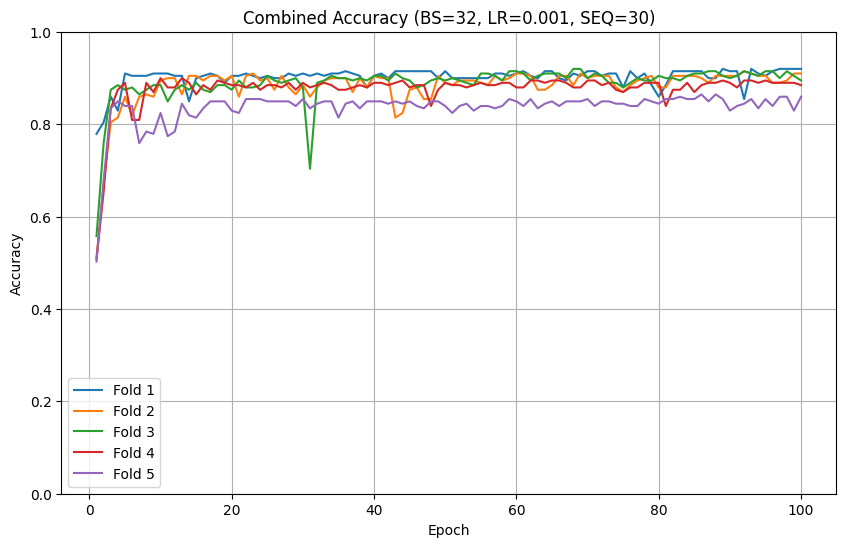 Combined Accuracy (BS=32, LR=0.001, SEQ=30)
Accuracy
1.0
0.8
0.6
0.4
0.2
0.0
Fold 1
Fold 2
Fold 3
Fold 4
Fold 5
0 20 40 60 80 100
Epoch